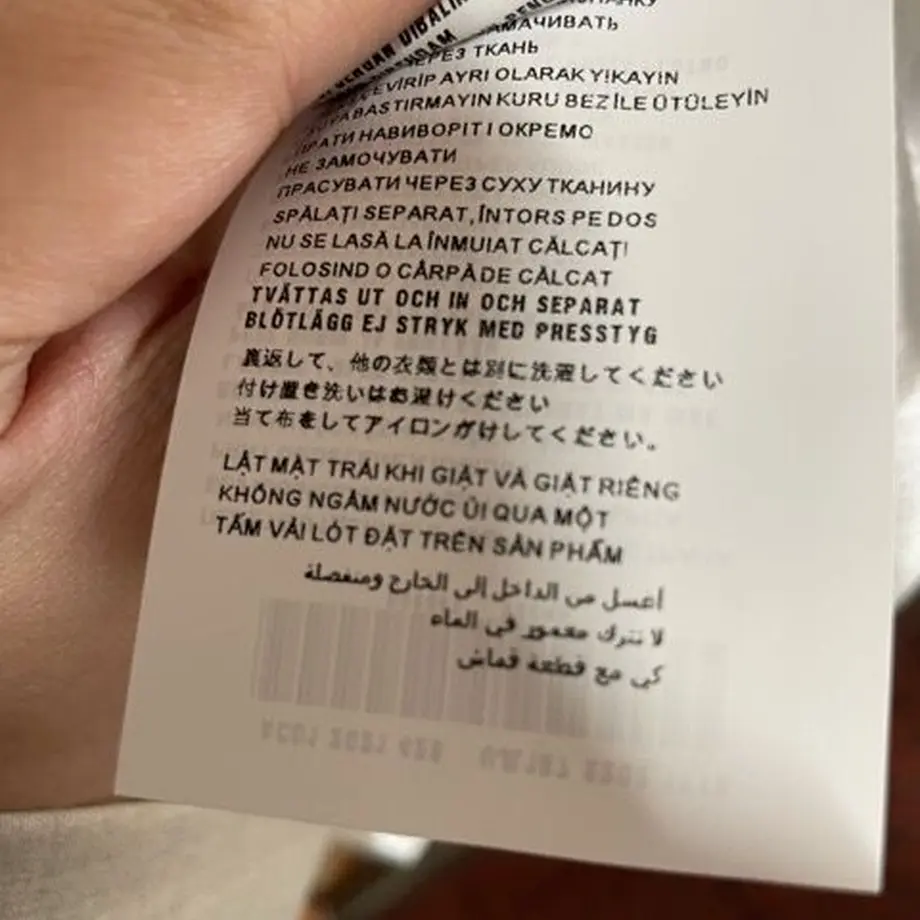 DIBALIK
ЗАМАЧИВАТЬ
ЧЕРЕЗ ТКАНЬ
ÇEVİRİP AYRI OLARAK YIKAYIN
BASTIRMAYIN KURU BEZ İLE ÜTÜLEYİN
ПРАТИ НАВИВОРІТ І ОКРЕМО
НЕ ЗАМОЧУВАТИ
ПРАСУВАТИ ЧЕРЕЗ СУХУ ТКАНИНУ
SPĂLAȚI SEPARAT, ÎNTORS PE DOS
NU SE LASĂ LA ÎNMUIAT CĂLCAȚI
FOLOSIND O CÂRPĂ DE CĂLCAT
TVÄTTAS UT OCH IN OCH SEPARAT
BLÖTLÄGG EJ STRYK MED PRESSTYG
裏返して、他の衣類とは別に洗濯してください
付け置き洗いはお避けください
当て布をしてアイロンがけしてください。
LẬT MẶT TRÁI KHI GIẶT VÀ GIẶT RIÊNG
KHÔNG NGÂM NƯỚC ỦI QUA MỘT
TẤM VẢI LÓT ĐẶT TRÊN SẢN PHẨM
أغسل من الداخل إلى الخارج ومنفصلة
لا تترك مغمور في الماء
كي مع قطعة قماش